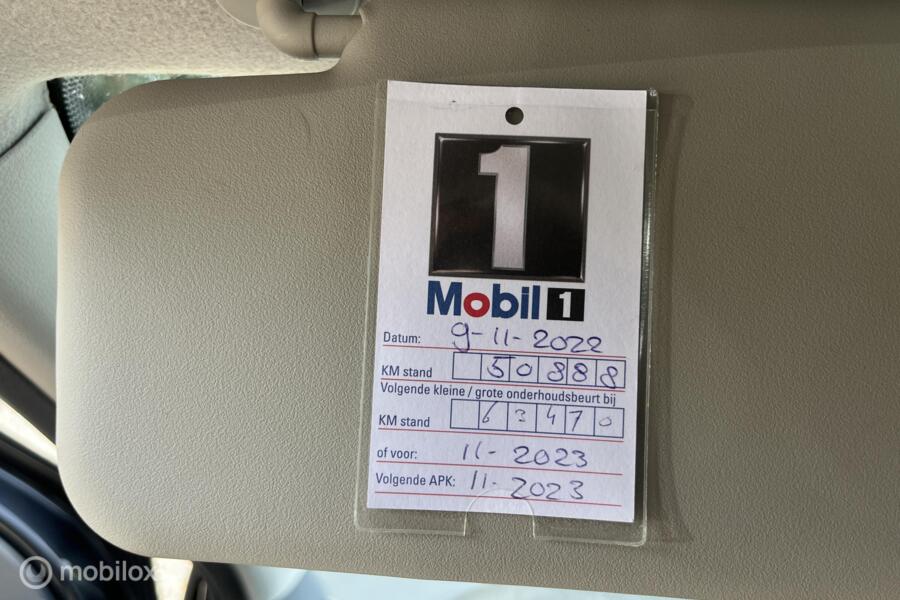 1
Mobil 1
Datum: 9-11-2022
KM stand 50888
Volgende kleine / grote onderhoudsbeurt bij
KM stand 63470
of voor: 11-2023
Volgende APK: 11-2023
mobilox